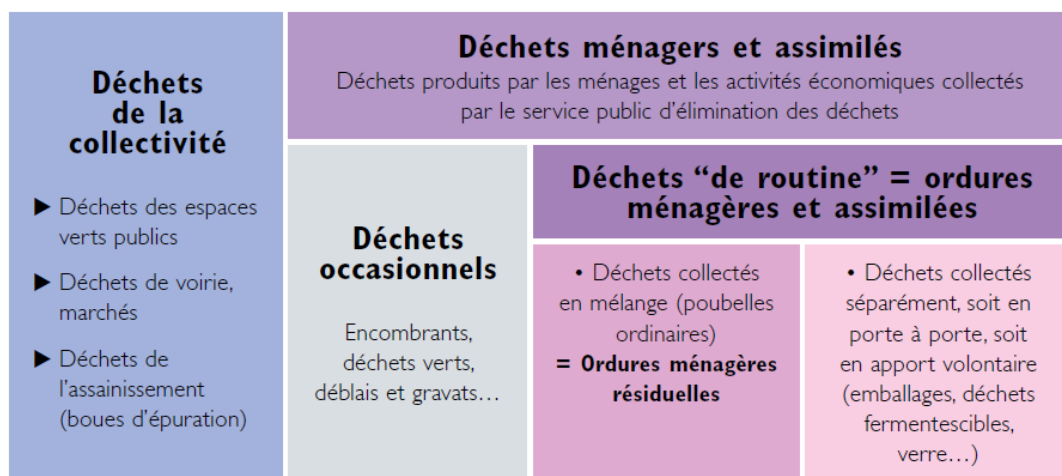 Déchets
de la
collectivité
▶ Déchets des espaces
verts publics
▶ Déchets de voirie,
marchés
▶ Déchets de
l’assainissement
(boues d’épuration)
Déchets ménagers et assimilés
Déchets produits par les ménages et les activités économiques collectés
par le service public d’élimination des déchets
Déchets
occasionnels
Encombrants,
déchets verts,
déblais et gravats…
Déchets “de routine” = ordures
ménagères et assimilées
• Déchets collectés
en mélange (poubelles
ordinaires)
= Ordures ménagères
résiduelles
• Déchets collectés
séparément, soit en
porte à porte, soit
en apport volontaire
(emballages, déchets
fermentescibles,
verre…)